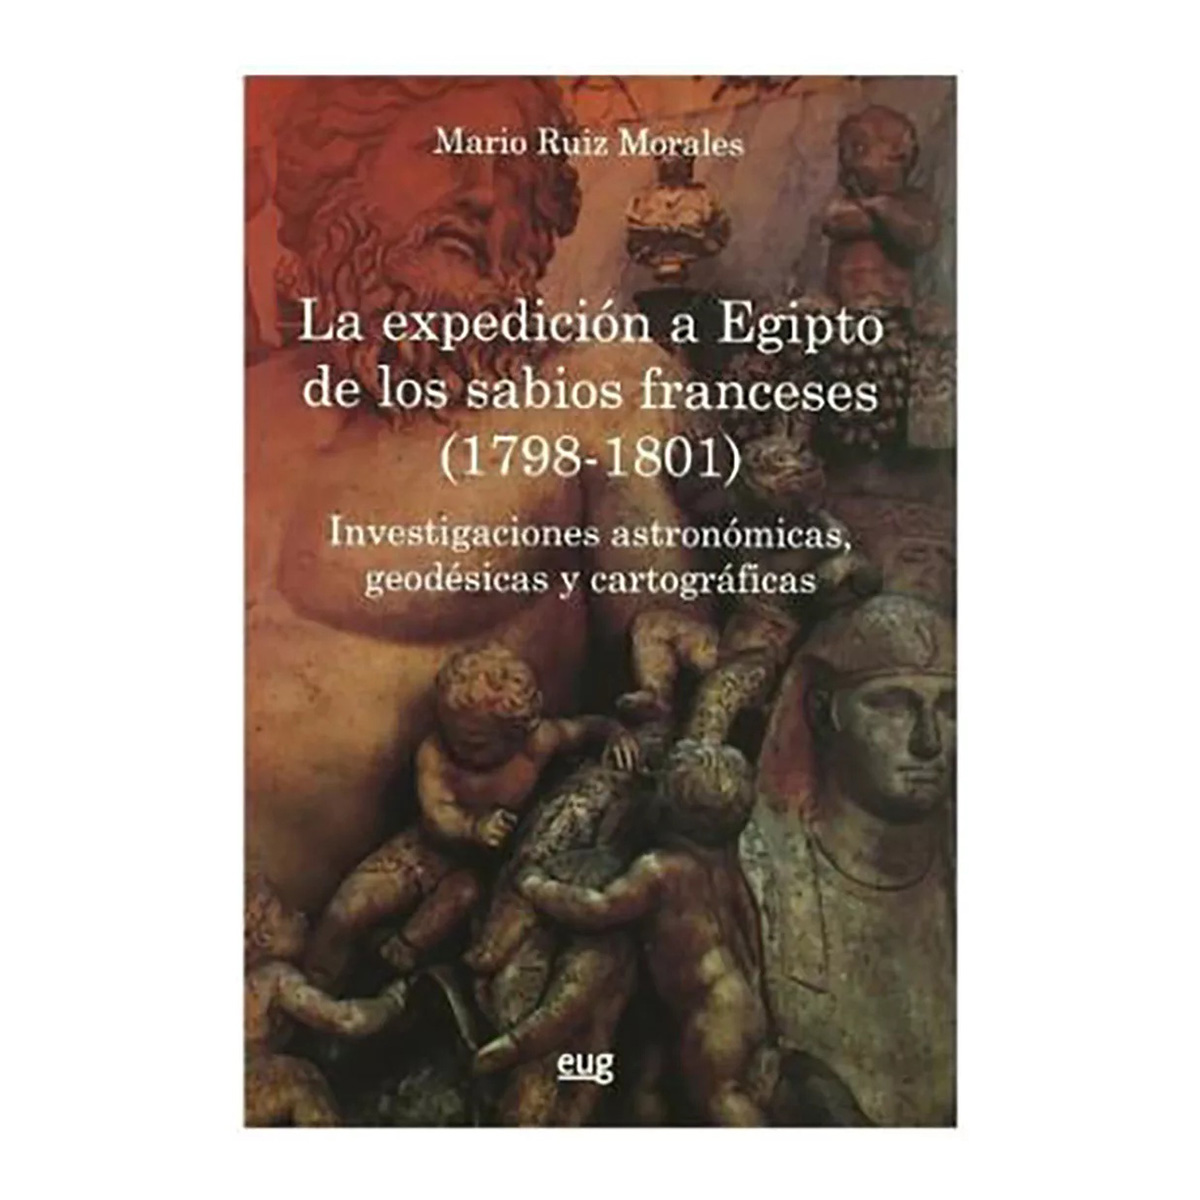 Mario Ruiz Morales
La expedición a Egipto
de los sabios franceses
(1798-1801)
Investigaciones astronómicas,
geodésicas y cartográficas
eug